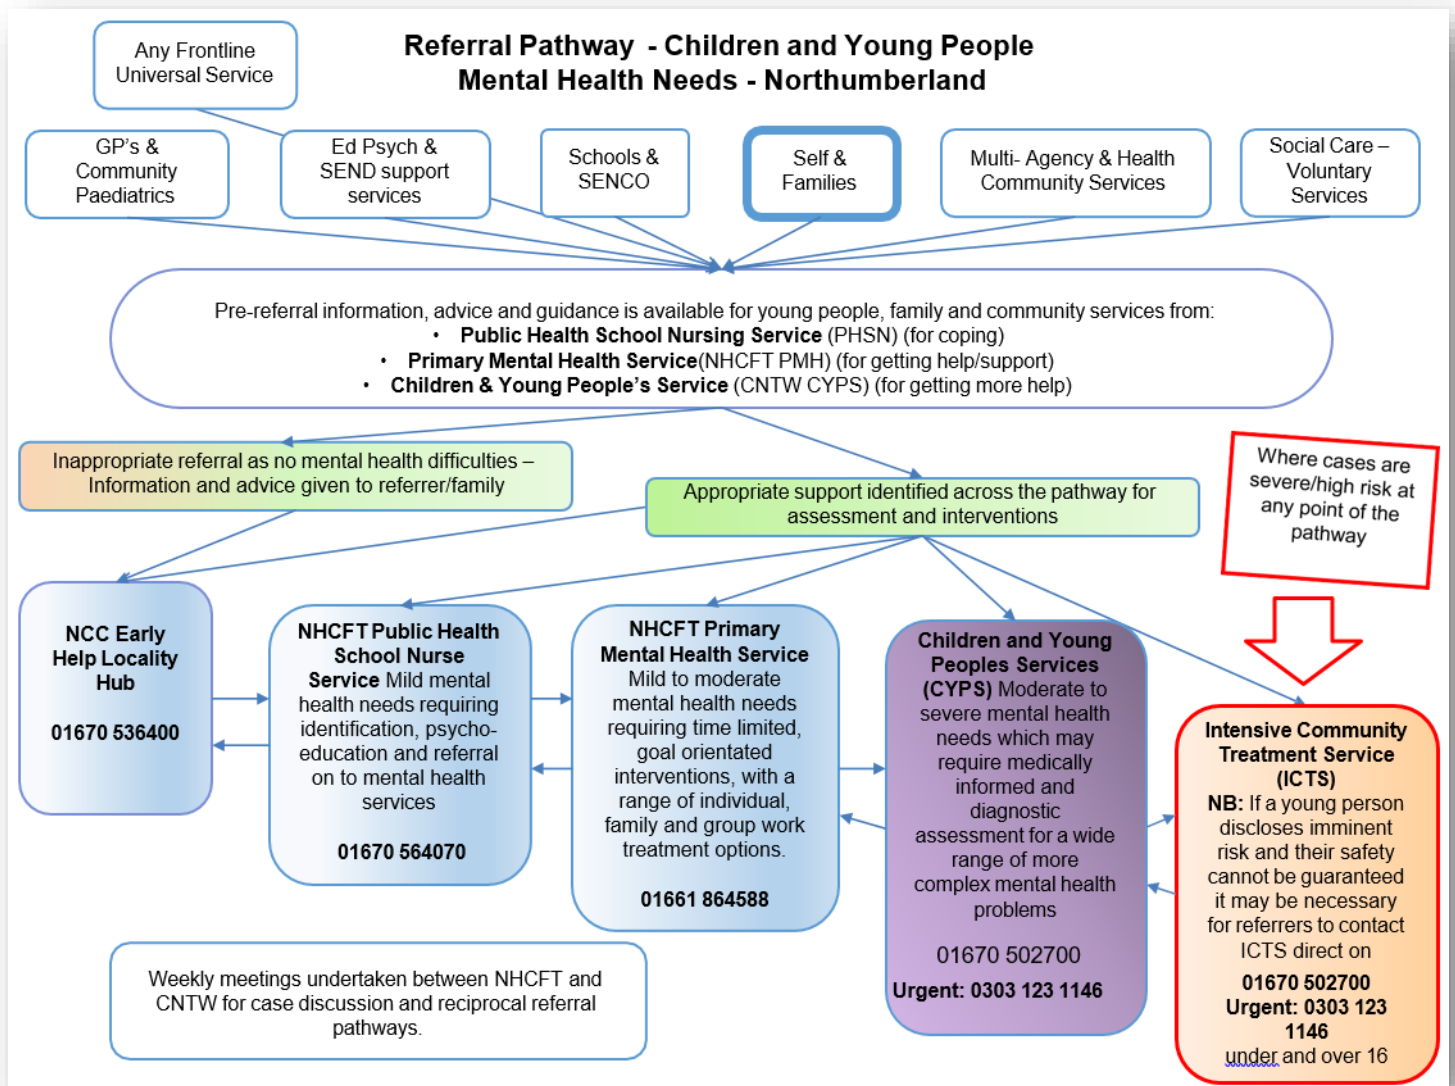 Any Frontline
Universal Service
Referral Pathway - Children and Young People
Mental Health Needs - Northumberland
GP's &
Community
Paediatrics
Ed Psych &
SEND support
services
Schools &
SENCO
Self &
Families
Multi- Agency & Health
Community Services
Social Care –
Voluntary
Services
Pre-referral information, advice and guidance is available for young people, family and community services from:
• Public Health School Nursing Service (PHSN) (for coping)
• Primary Mental Health Service(NHCFT PMH) (for getting help/support)
• Children & Young People's Service (CNTW CYPS) (for getting more help)
Inappropriate referral as no mental health difficulties –
Information and advice given to referrer/family
Appropriate support identified across the pathway for
assessment and interventions
Where cases are
severe/high risk at
any point of the
pathway
NCC Early
Help Locality
Hub
01670 536400
NHCFT Public Health
School Nurse
Service Mild mental
health needs requiring
identification, psycho-
education and referral
on to mental health
services
01670 564070
NHCFT Primary
Mental Health Service
Mild to moderate
mental health needs
requiring time limited,
goal orientated
interventions, with a
range of individual,
family and group work
treatment options.
01661 864588
Children and Young
Peoples Services
(CYPS) Moderate to
severe mental health
needs which may
require medically
informed and
diagnostic
assessment for a wide
range of more
complex mental health
problems
01670 502700
Urgent: 0303 123 1146
Intensive Community
Treatment Service
(ICTS)
NB: If a young person
discloses imminent
risk and their safety
cannot be guaranteed
it may be necessary
for referrers to contact
ICTS direct on
01670 502700
Urgent: 0303 123
1146
under and over 16
Weekly meetings undertaken between NHCFT and
CNTW for case discussion and reciprocal referral
pathways.